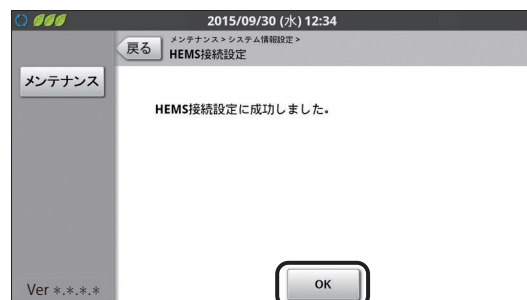 2015/09/30 (水) 12:34
戻る
メンテナンス > システム情報設定 >
HEMS接続設定
メンテナンス
HEMS接続設定に成功しました。
OK
Ver *.*.*.*